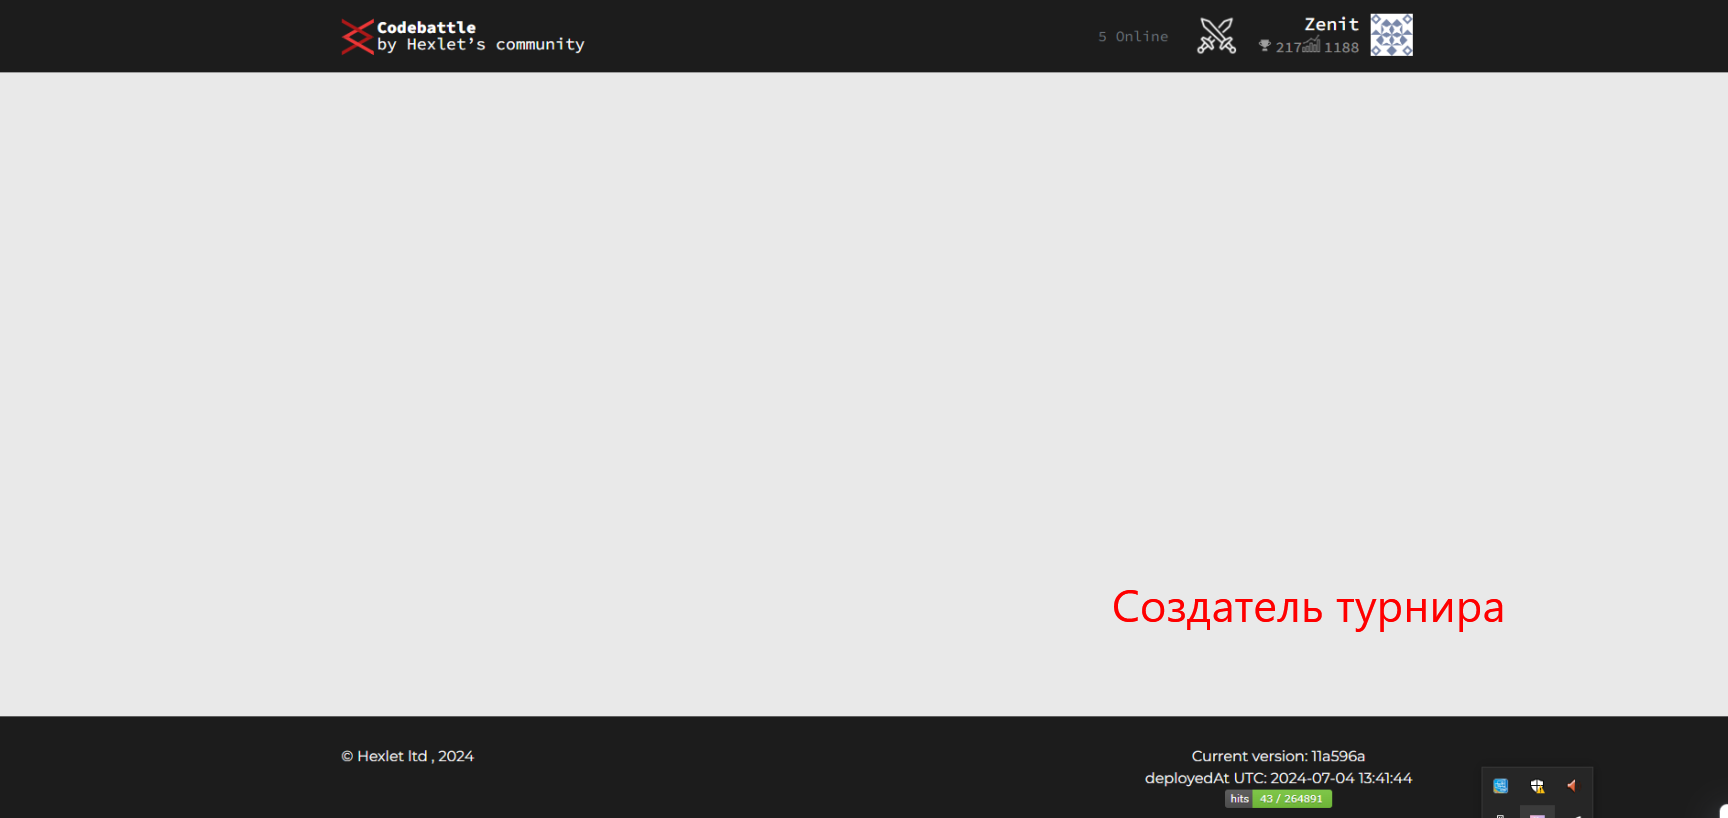 Codebattle
by Hexlet's community
5 Online
Zenit
217 1188
Создатель турнира
© Hexlet ltd , 2024
Current version: 11a596a
deployedAt UTC: 2024-07-04 13:41:44
hits 43 / 264891